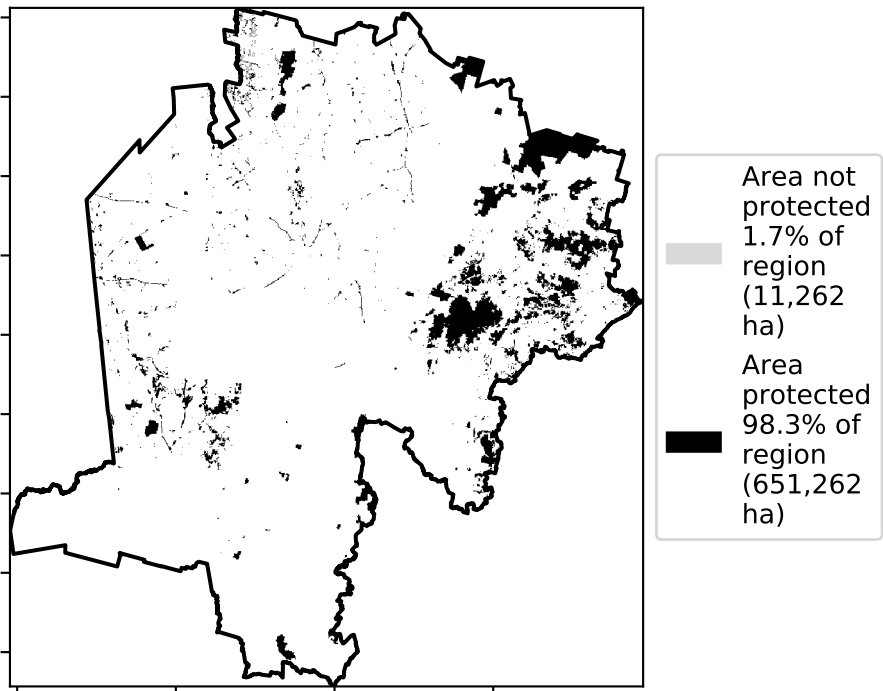 Area not
protected
1.7% of
region
(11,262
ha)
Area
protected
98.3% of
region
(651,262
ha)